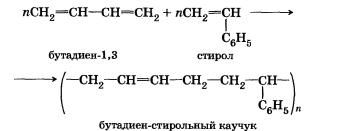 nCH₂=CH—CH=CH₂ + nCH₂=CH ⟶
C₆H₅
бутадиен-1,3 стирол
⟶ (—CH₂—CH=CH—CH₂—CH₂—CH—)n
C₆H₅
бутадиен-стирольный каучук